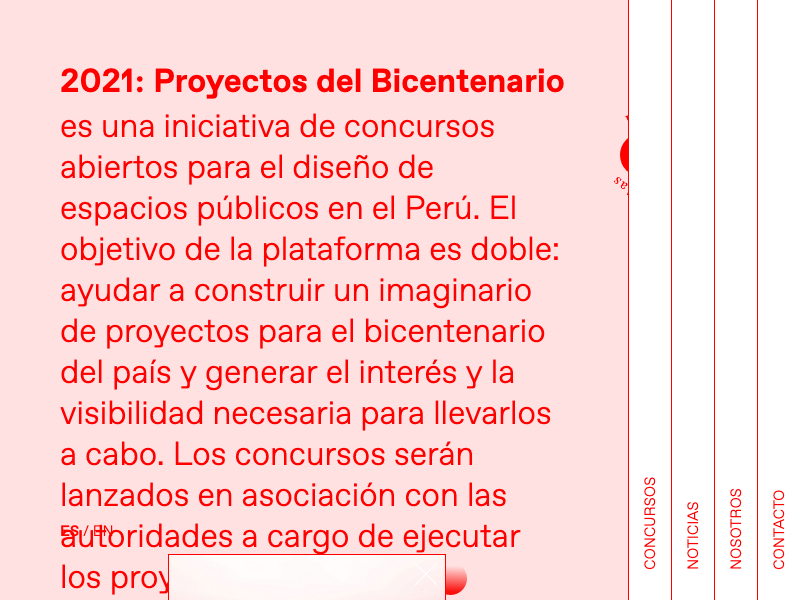 2021: Proyectos del Bicentenario
es una iniciativa de concursos
abiertos para el diseño de
espacios públicos en el Perú. El
objetivo de la plataforma es doble:
ayudar a construir un imaginario
de proyectos para el bicentenario
del país y generar el interés y la
visibilidad necesaria para llevarlos
a cabo. Los concursos serán
lanzados en asociación con las
autoridades a cargo de ejecutar
los
ES / EN
CONCURSOS
NOTICIAS
NOSOTROS
CONTACTO